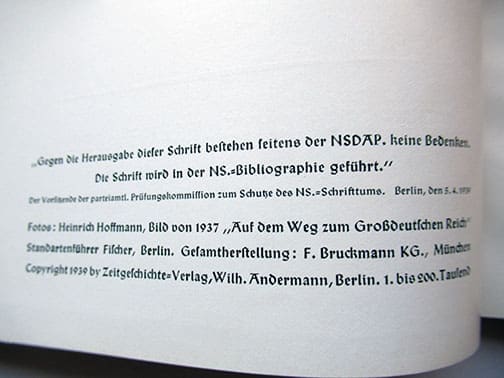 „Gegen die Herausgabe dieser Schrift bestehen seitens der NSDAP. keine Bedenken.
Die Schrift wird in der NS.=Bibliographie geführt.“
Der Vorsitzende der parteiamtl. Prüfungskommission zum Schutze des NS.=Schrifttums. Berlin, den 5.4.1939
Fotos: Heinrich Hoffmann, Bild von 1937 „Auf dem Weg zum Großdeutschen Reich“
Standartenführer Fischer, Berlin. Gesamtherstellung: F. Bruckmann KG., München
Copyright 1939 by Zeitgeschichte=Verlag, Wilh. Andermann, Berlin. 1. bis 200. Tausend